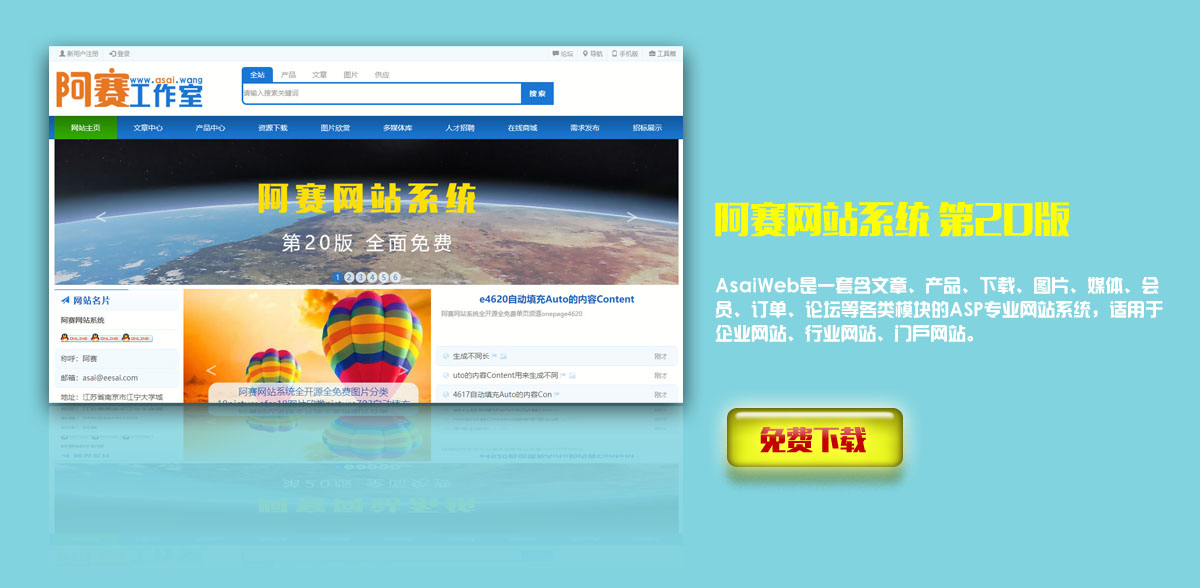 新用户注册 登录 论坛 导航 手机版 工具箱
阿赛工作室
www.asai.wang
全站 产品 文章 图片 供应
请输入搜索关键词 搜 索
网站主页 文章中心 产品中心 资源下载 图片欣赏 多媒体库 人才招聘 在线商城 需求发布 招标展示
阿赛网站系统
第20版 全面免费
< >
1 2 3 4 5 6
网站名片
阿赛网站系统
ONLINE ONLINE ONLINE
称呼：阿赛
邮箱：asai@eesai.com
地址：江苏省南京市江宁大学城
< >
阿赛网站系统全开源全免费图片分类
e4620自动填充Auto的内容Content
阿赛网站系统全开源全免费单页频道onepage4620
生成不同长 刚才
uto的内容Content用来生成不同 刚才
4617自动填充Auto的内容Con 刚才
阿赛网站系统 第20版
AsaiWeb是一套含文章、产品、下载、图片、媒体、会
员、订单、论坛等各类模块的ASP专业网站系统，适用于
企业网站、行业网站、门戶网站。
免费下载